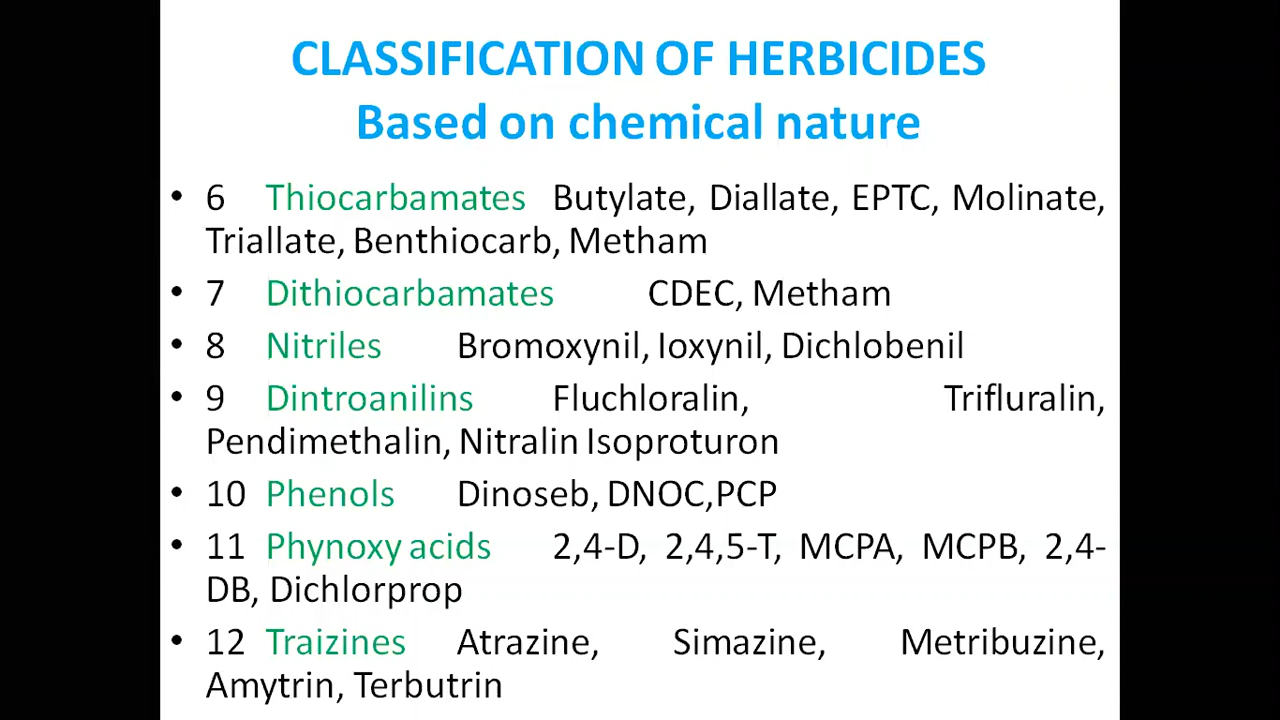 CLASSIFICATION OF HERBICIDES
Based on chemical nature
• 6 Thiocarbamates Butylate, Diallate, EPTC, Molinate,
Triallate, Benthiocarb, Metham
• 7 Dithiocarbamates CDEC, Metham
• 8 Nitriles Bromoxynil, Ioxynil, Dichlobenil
• 9 Dintroanilins Fluchloralin, Trifluralin,
Pendimethalin, Nitralin Isoproturon
• 10 Phenols Dinoseb, DNOC,PCP
• 11 Phynoxy acids 2,4-D, 2,4,5-T, MCPA, MCPB, 2,4-
DB, Dichlorprop
• 12 Traizines Atrazine, Simazine, Metribuzine,
Amytrin, Terbutrin